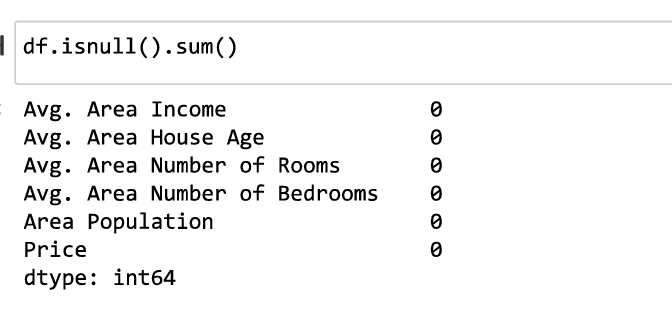 df.isnull().sum()
Avg. Area Income 0
Avg. Area House Age 0
Avg. Area Number of Rooms 0
Avg. Area Number of Bedrooms 0
Area Population 0
Price 0
dtype: int64